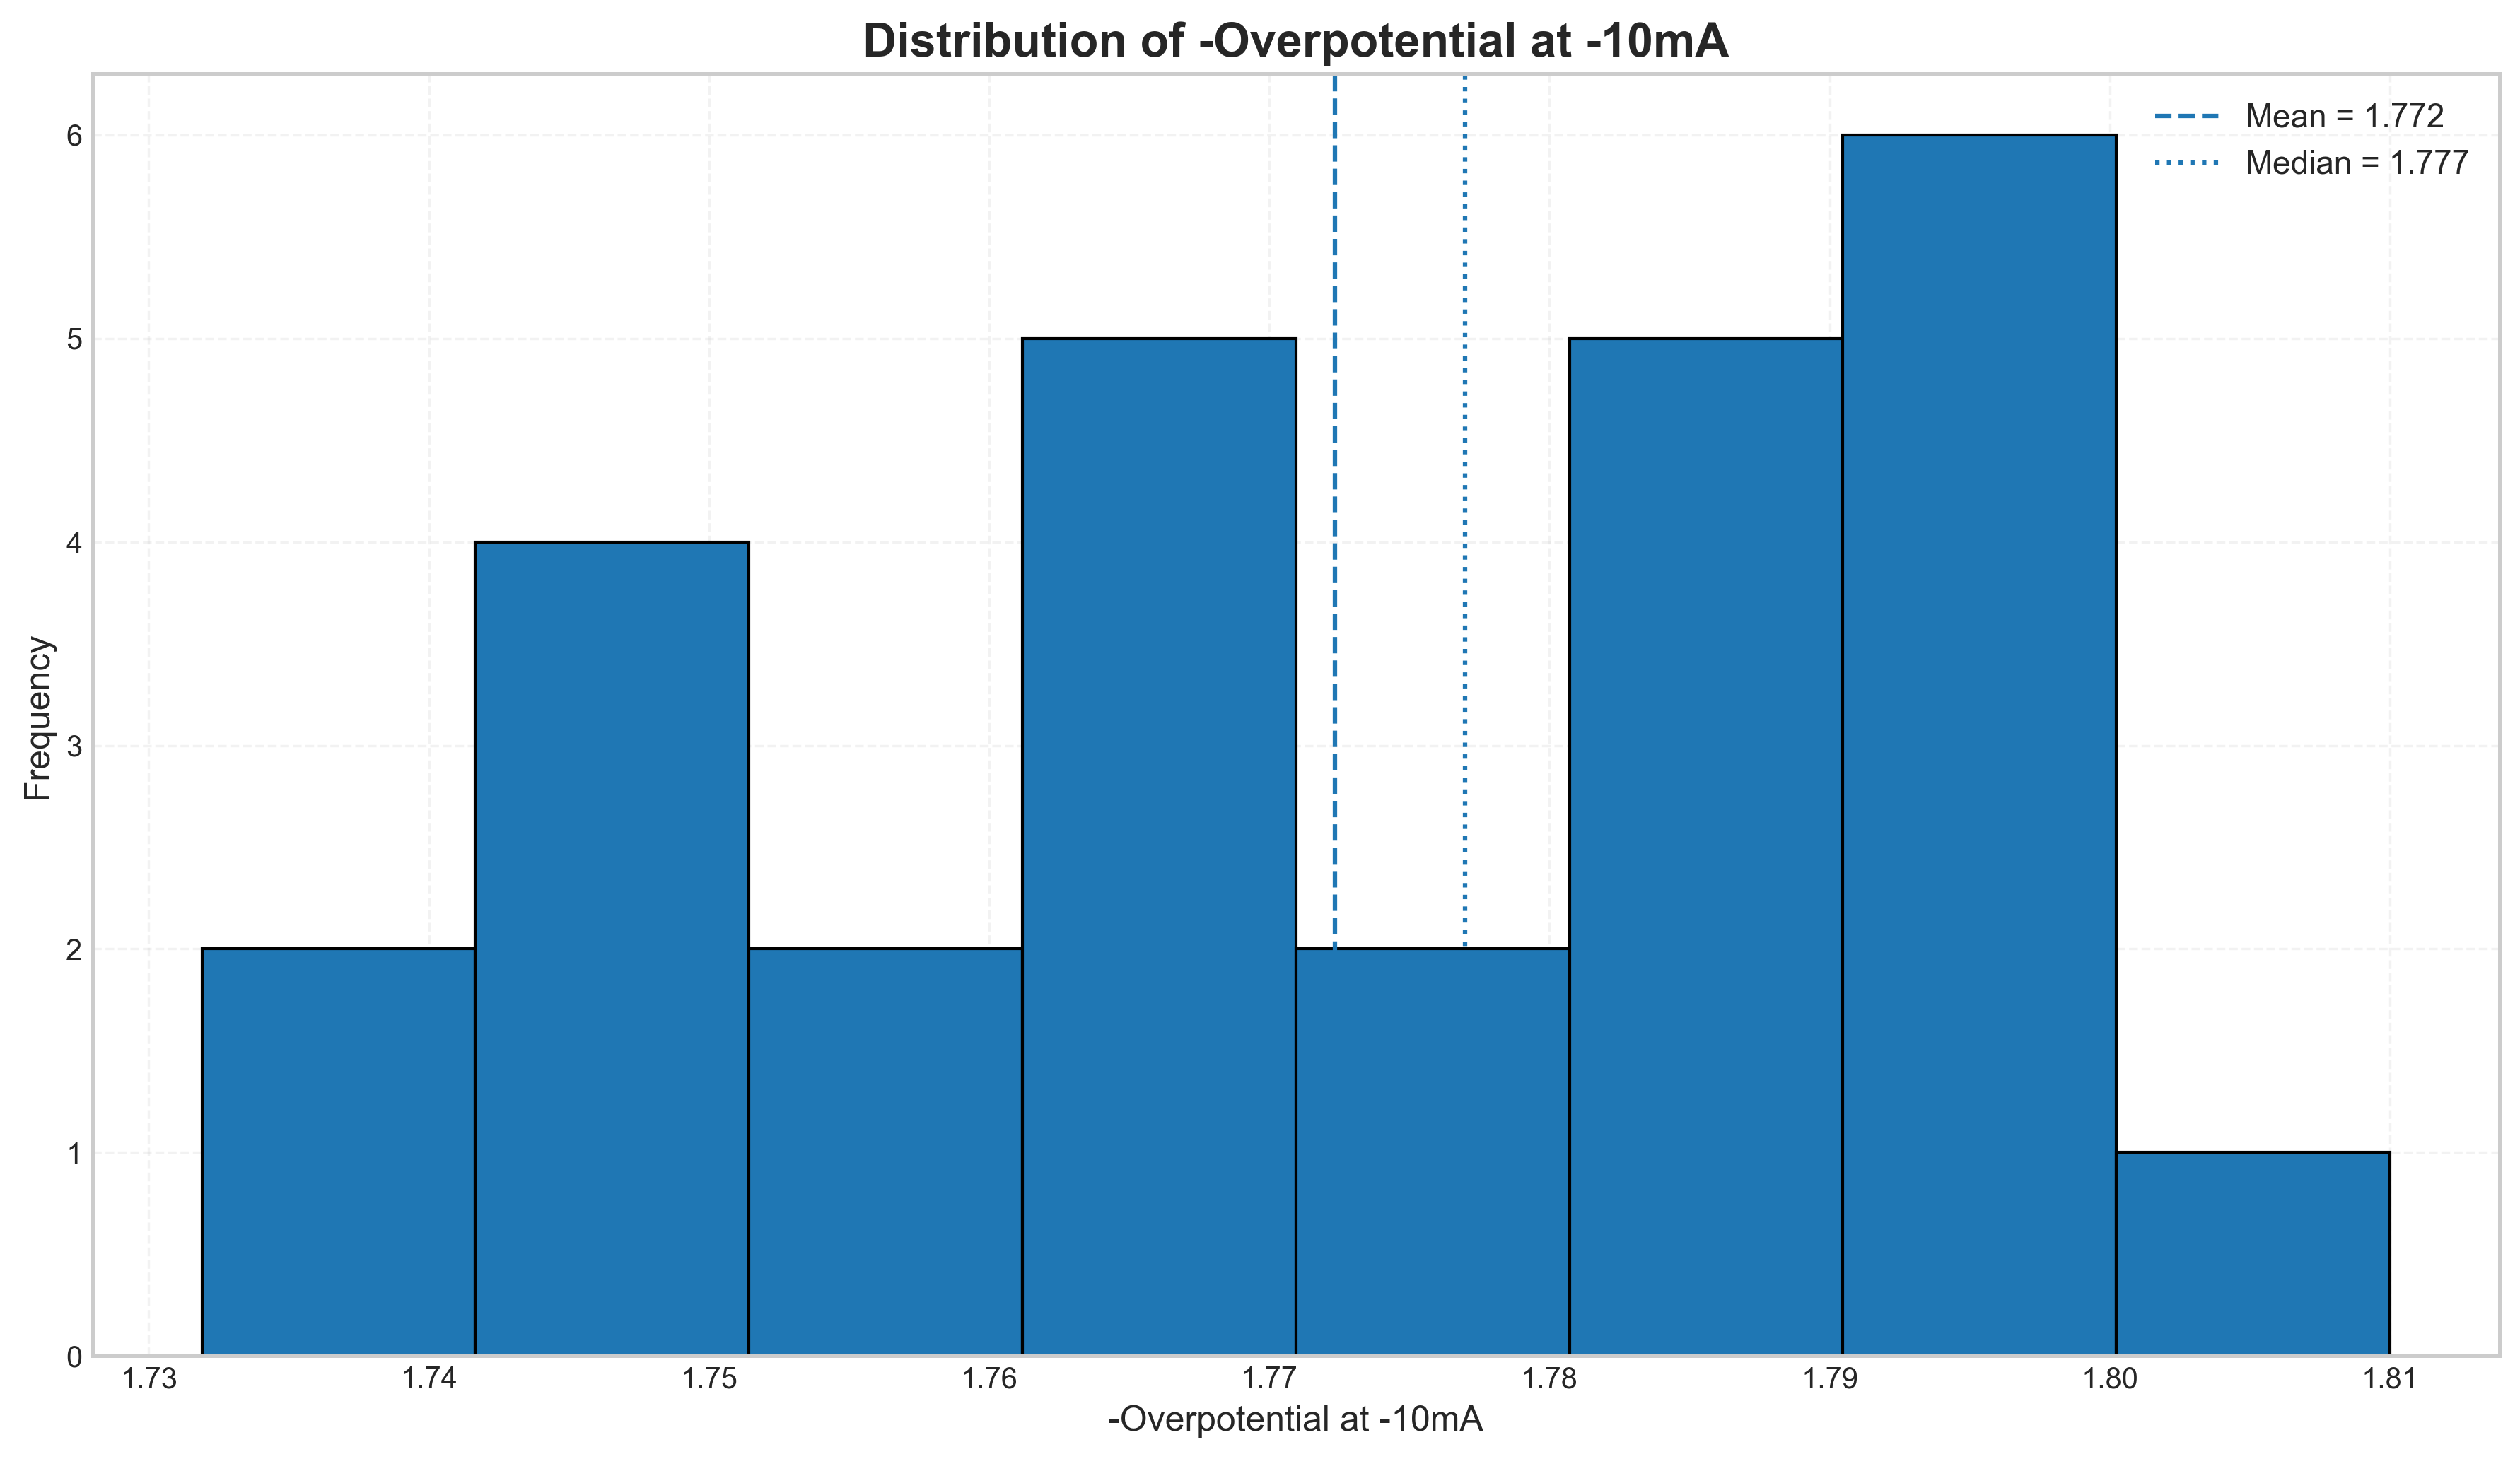 Distribution of -Overpotential at -10mA
Mean = 1.772
Median = 1.777
6
5
4
3
2
1
0
Frequency
1.73 1.74 1.75 1.76 1.77 1.78 1.79 1.80 1.81
-Overpotential at -10mA